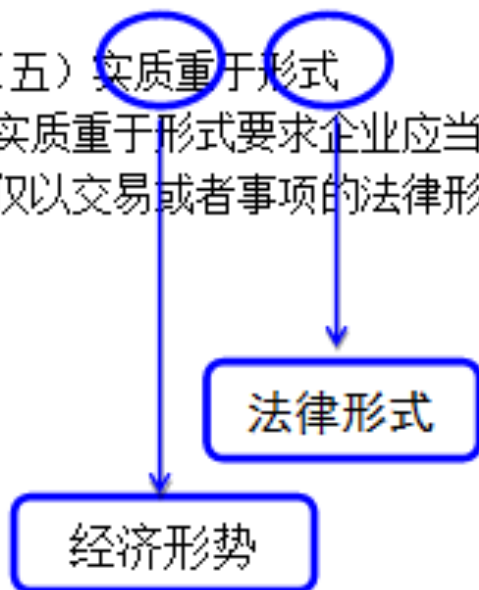 五）实质重于形式
实质重于形式要求企业应当
仅以交易或者事项的法律形
法律形式
经济形势